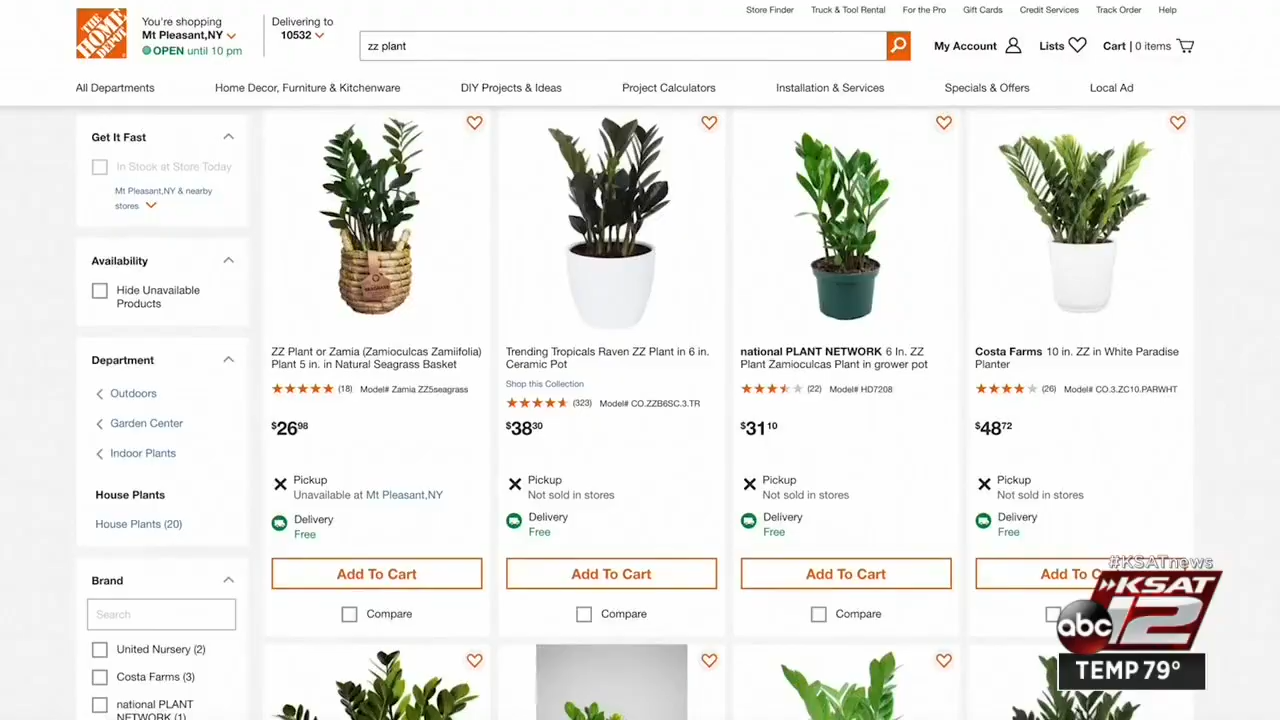 Store Finder Truck & Tool Rental For the Pro Gift Cards Credit Services Track Order Help
THE HOME DEPOT
You're shopping
Mt Pleasant,NY
OPEN until 10 pm
Delivering to
10532
zz plant
My Account Lists Cart | 0 items
All Departments Home Decor, Furniture & Kitchenware DIY Projects & Ideas Project Calculators Installation & Services Specials & Offers Local Ad
Get It Fast
In Stock at Store Today
Mt Pleasant,NY & nearby
stores
Availability
Hide Unavailable
Products
Department
Outdoors
Garden Center
Indoor Plants
House Plants
House Plants (20)
Brand
Search
United Nursery (2)
Costa Farms (3)
national PLANT
NETWORK (1)
ZZ Plant or Zamia (Zamioculcas Zamiifolia)
Plant 5 in. in Natural Seagrass Basket
(18) Model# Zamia ZZ5seagrass
$26.98
Pickup
Unavailable at Mt Pleasant,NY
Delivery
Free
Add To Cart
Compare
Trending Tropicals Raven ZZ Plant in 6 in.
Ceramic Pot
Shop this Collection
(323) Model# CO.ZZB6SC.3.TR
$38.30
Pickup
Not sold in stores
Delivery
Free
Add To Cart
Compare
national PLANT NETWORK 6 In. ZZ
Plant Zamioculcas Plant in grower pot
(22) Model# HD7208
$31.10
Pickup
Not sold in stores
Delivery
Free
Add To Cart
Compare
Costa Farms 10 in. ZZ in White Paradise
Planter
(26) Model# CO.3.ZC10.PARWHT
$48.72
Pickup
Not sold in stores
Delivery
Free
Add To C
#KSATnews
KSAT
abc 12
TEMP 79°